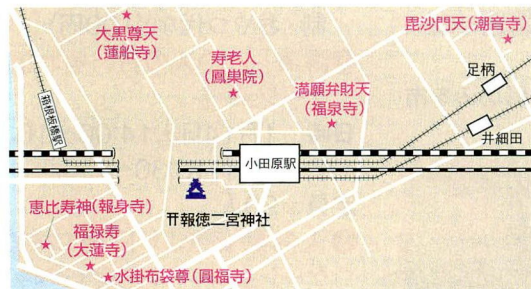 大黒尊天
(蓮船寺)
毘沙門天(潮音寺)
寿老人
(鳳巣院)
満願弁財天
(福泉寺)
足柄
井細田
箱根板橋駅
小田原駅
報徳二宮神社
恵比寿神(報身寺)
福禄寿
(大蓮寺)
水掛布袋尊(圓福寺)